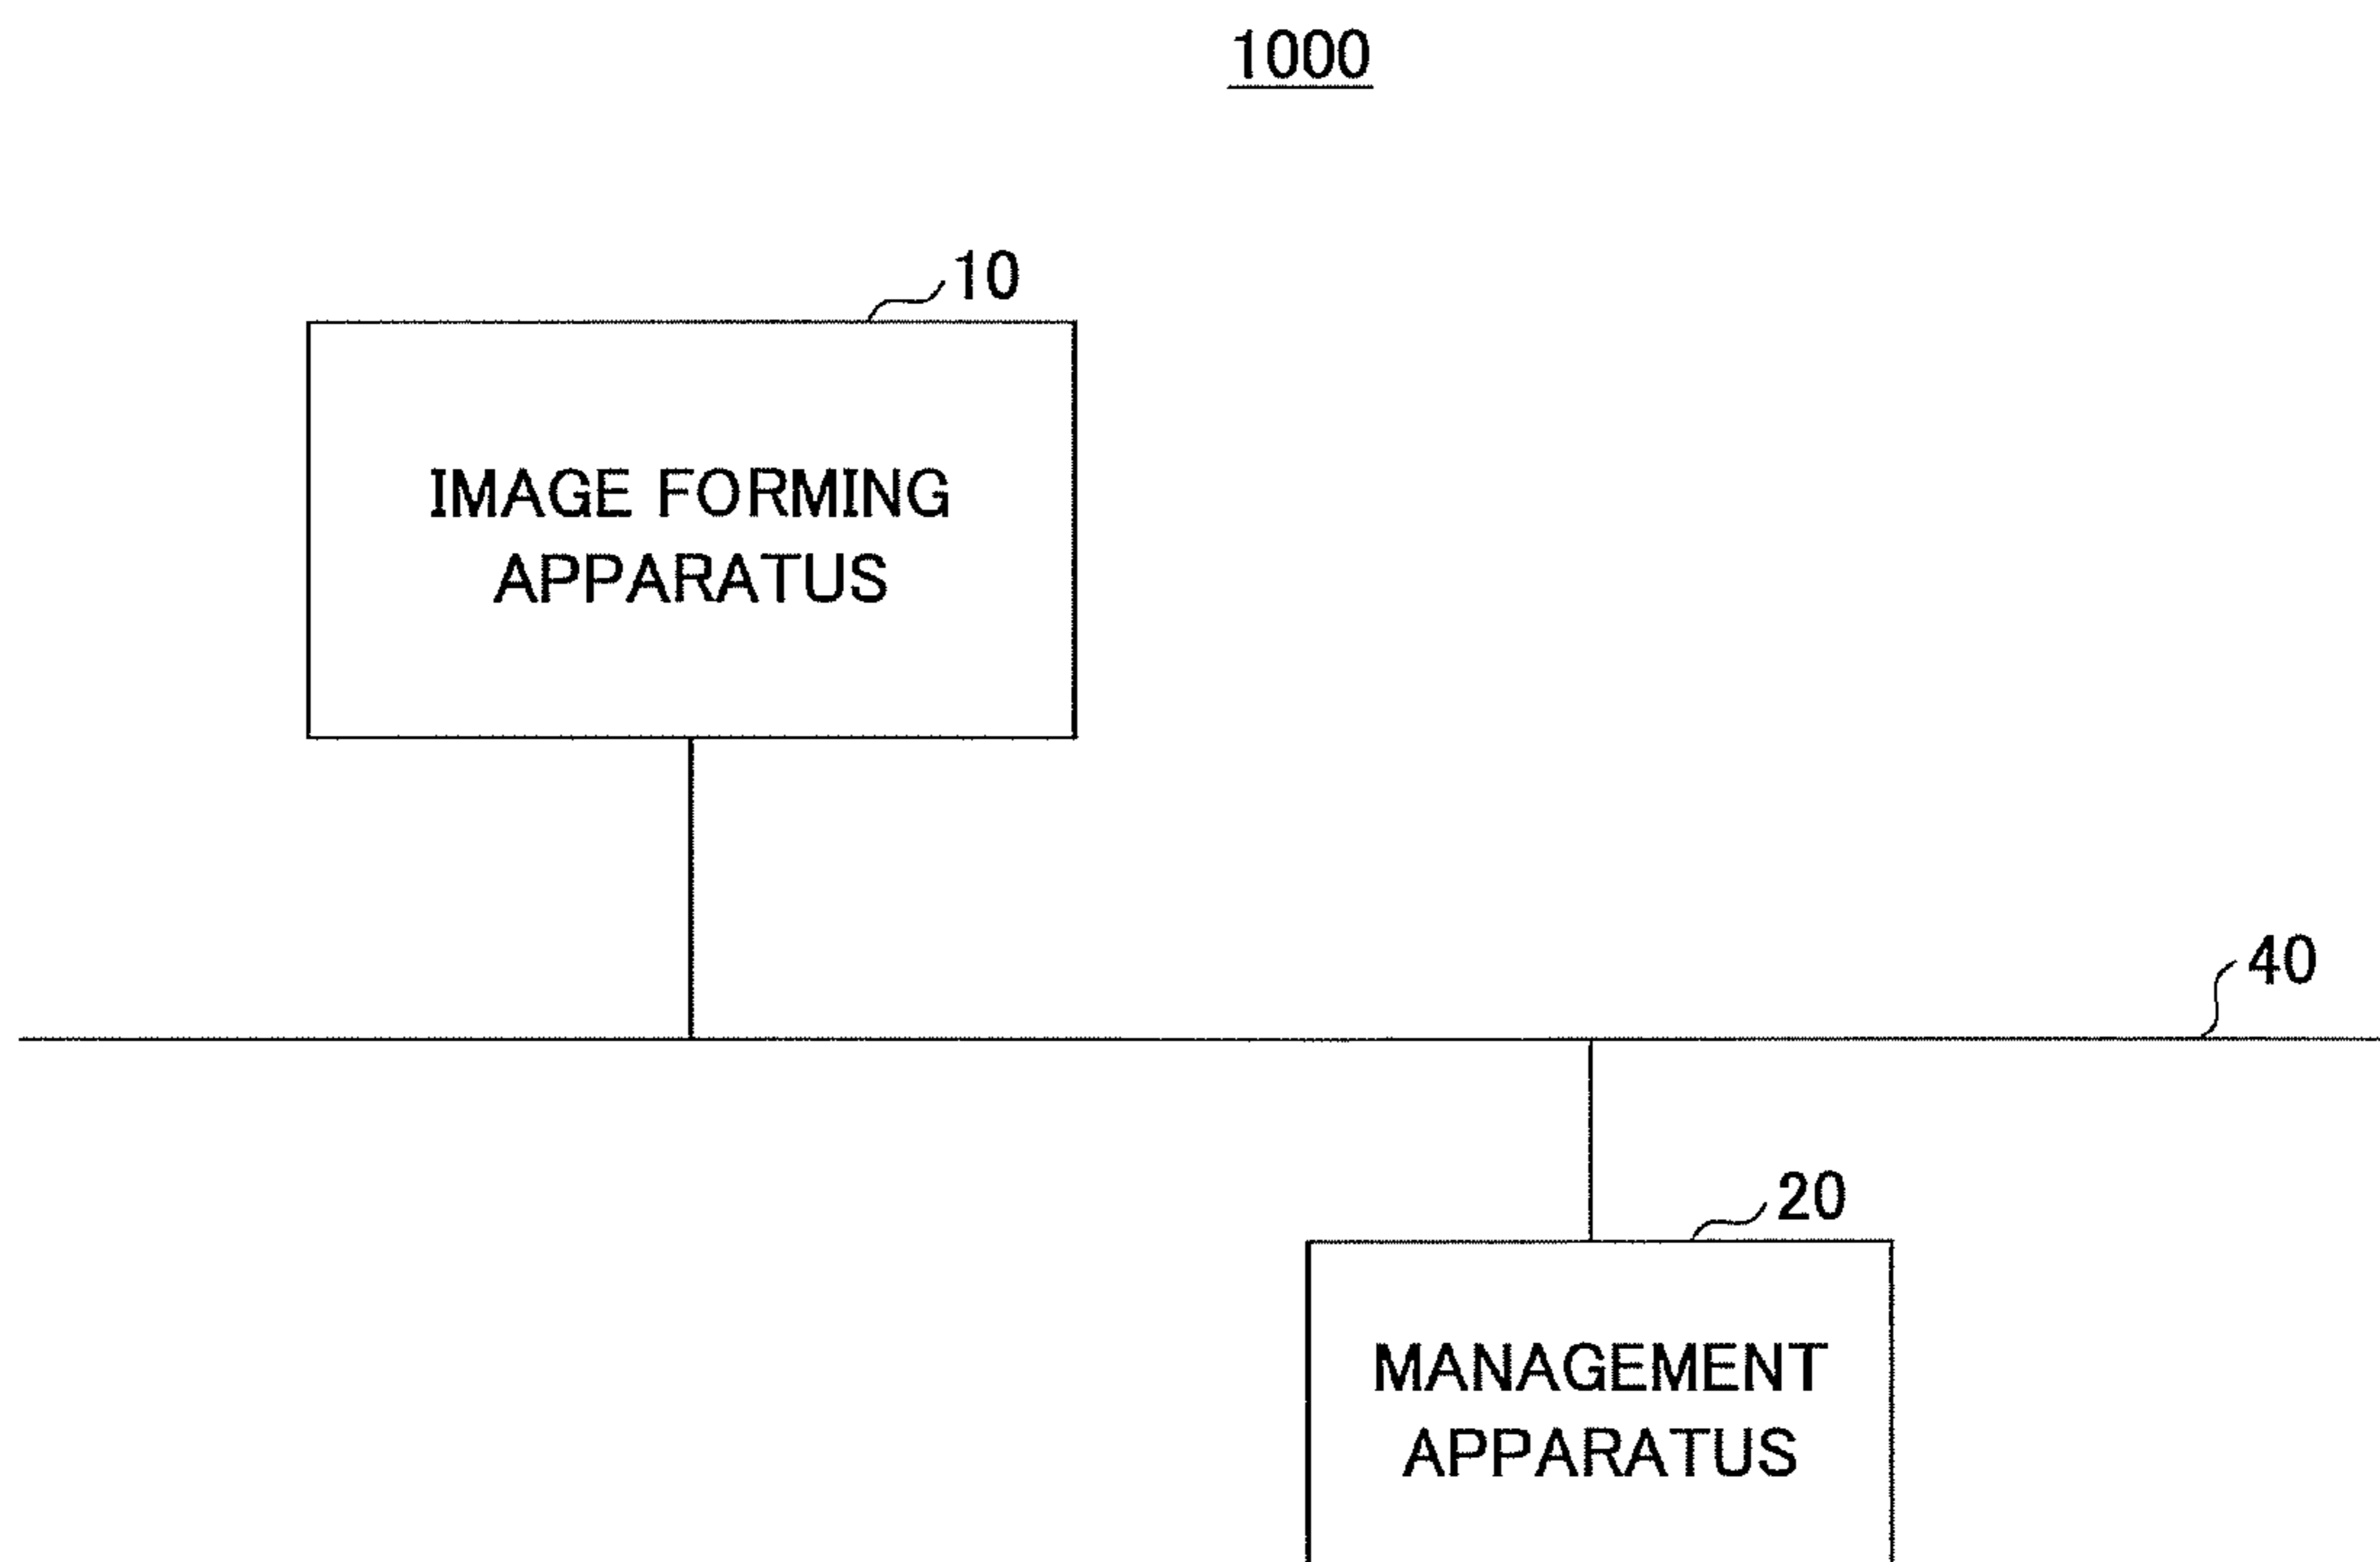 1000
10
IMAGE FORMING
APPARATUS
40
20
MANAGEMENT
APPARATUS